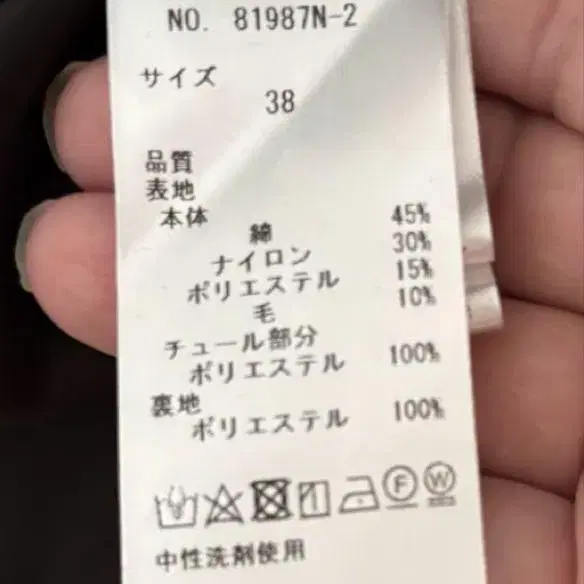 NO. 81987N-2
サイズ
38
品質
表地
本体
綿 45%
ナイロン 30%
ポリエステル 15%
毛 10%
チュール部分
ポリエステル 100%
裏地
ポリエステル 100%
F W
中性洗剤使用